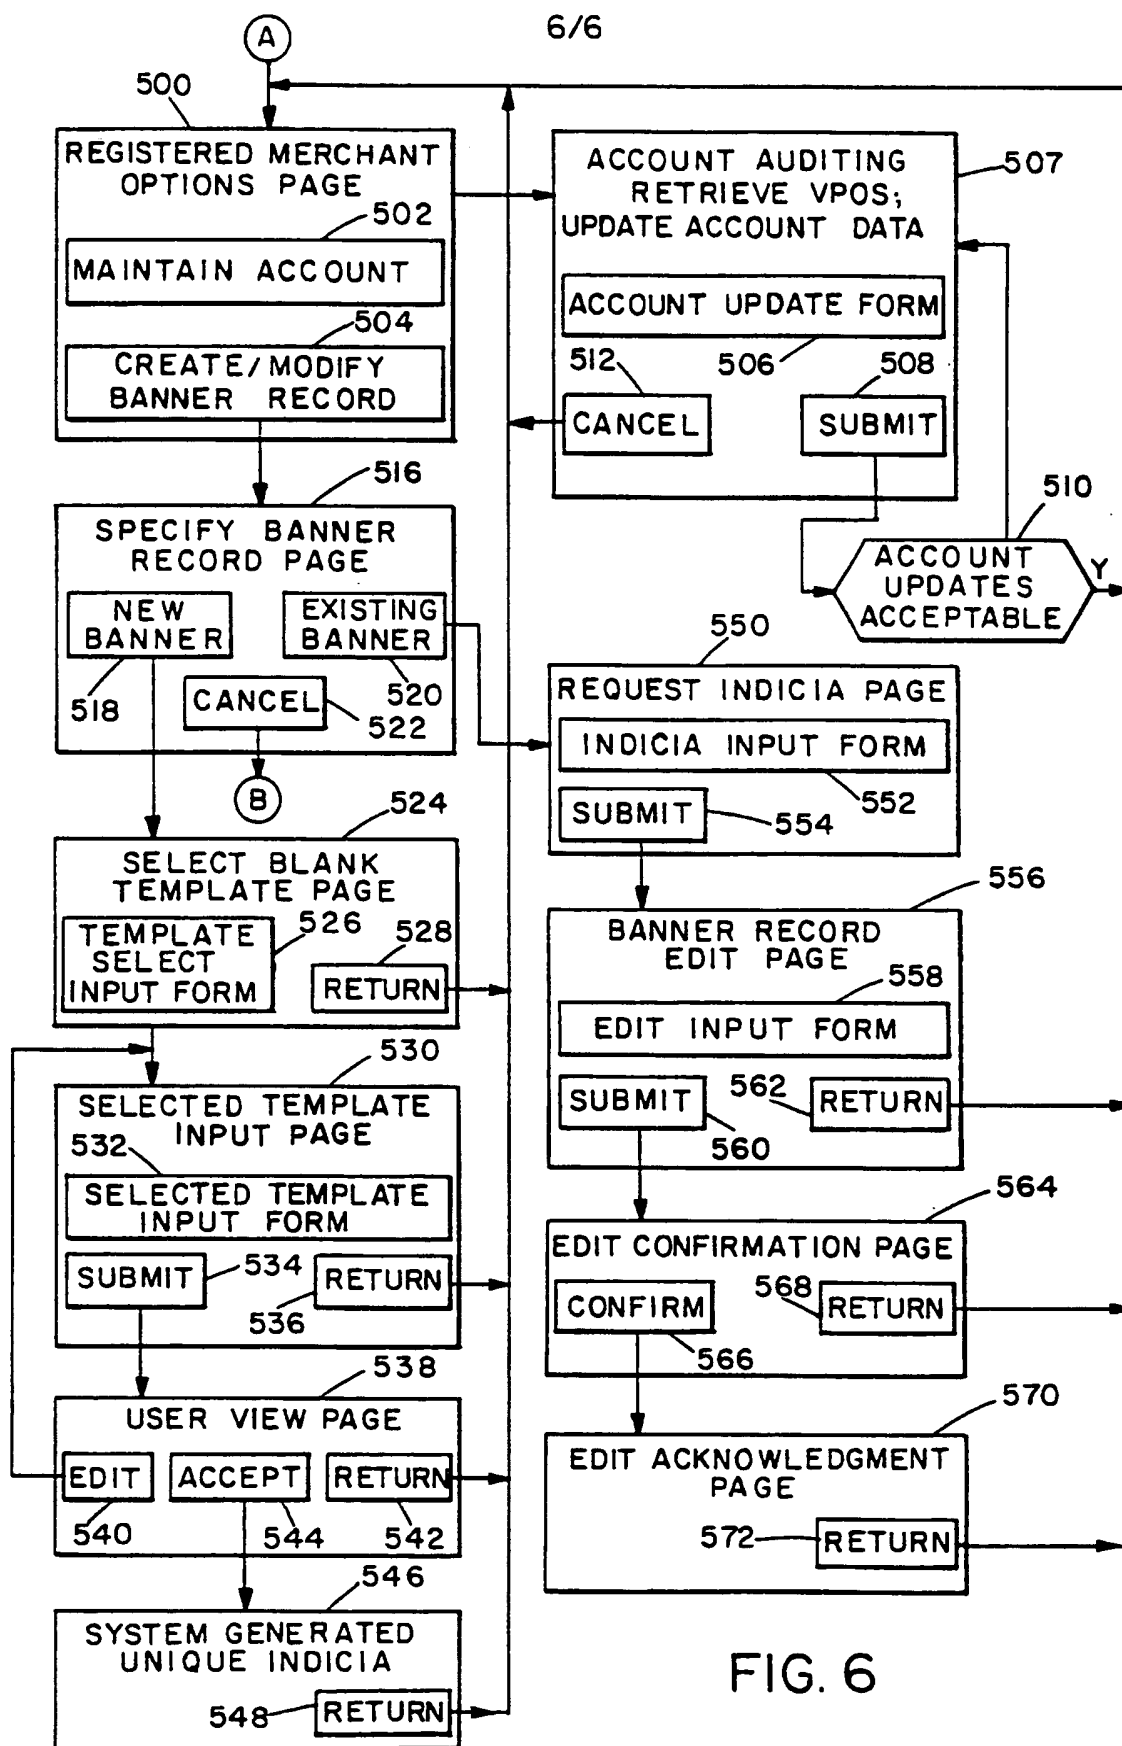 6/6
A
500
REGISTERED MERCHANT
OPTIONS PAGE
502
MAINTAIN ACCOUNT
504
CREATE/MODIFY
BANNER RECORD
ACCOUNT AUDITING
RETRIEVE VPOS;
UPDATE ACCOUNT DATA
507
ACCOUNT UPDATE FORM
506
512
CANCEL
508
SUBMIT
510
ACCOUNT
UPDATES
ACCEPTABLE
Y
516
SPECIFY BANNER
RECORD PAGE
NEW
BANNER
518
EXISTING
BANNER
520
CANCEL
522
B
524
SELECT BLANK
TEMPLATE PAGE
526
TEMPLATE
SELECT
INPUT FORM
528
RETURN
530
SELECTED TEMPLATE
INPUT PAGE
532
SELECTED TEMPLATE
INPUT FORM
SUBMIT
534
RETURN
536
538
USER VIEW PAGE
EDIT
540
ACCEPT
544
RETURN
542
546
SYSTEM GENERATED
UNIQUE INDICIA
RETURN
548
550
REQUEST INDICIA PAGE
INDICIA INPUT FORM
552
SUBMIT
554
556
BANNER RECORD
EDIT PAGE
558
EDIT INPUT FORM
SUBMIT
560
562
RETURN
564
EDIT CONFIRMATION PAGE
CONFIRM
566
568
RETURN
570
EDIT ACKNOWLEDGMENT
PAGE
572
RETURN
FIG. 6